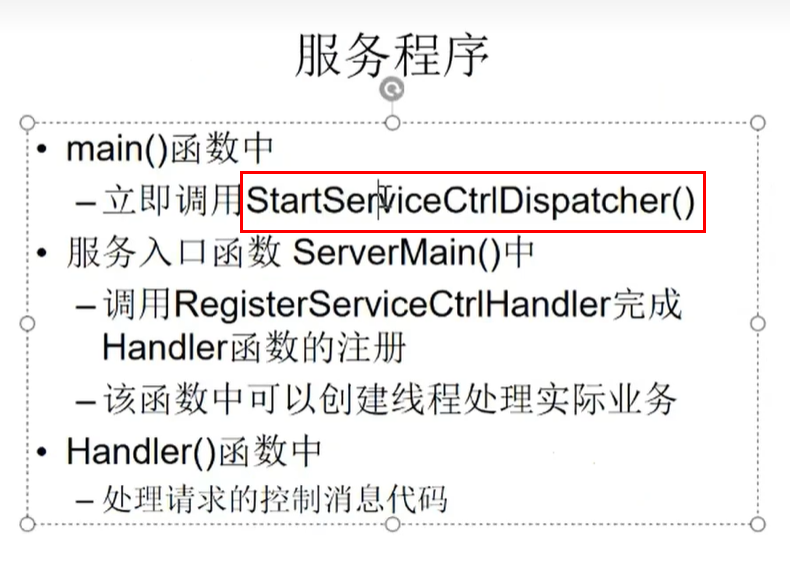 服务程序
• main()函数中
–立即调用StartServiceCtrlDispatcher()
• 服务入口函数 ServerMain()中
–调用RegisterServiceCtrlHandler完成
Handler函数的注册
–该函数中可以创建线程处理实际业务
• Handler()函数中
–处理请求的控制消息代码